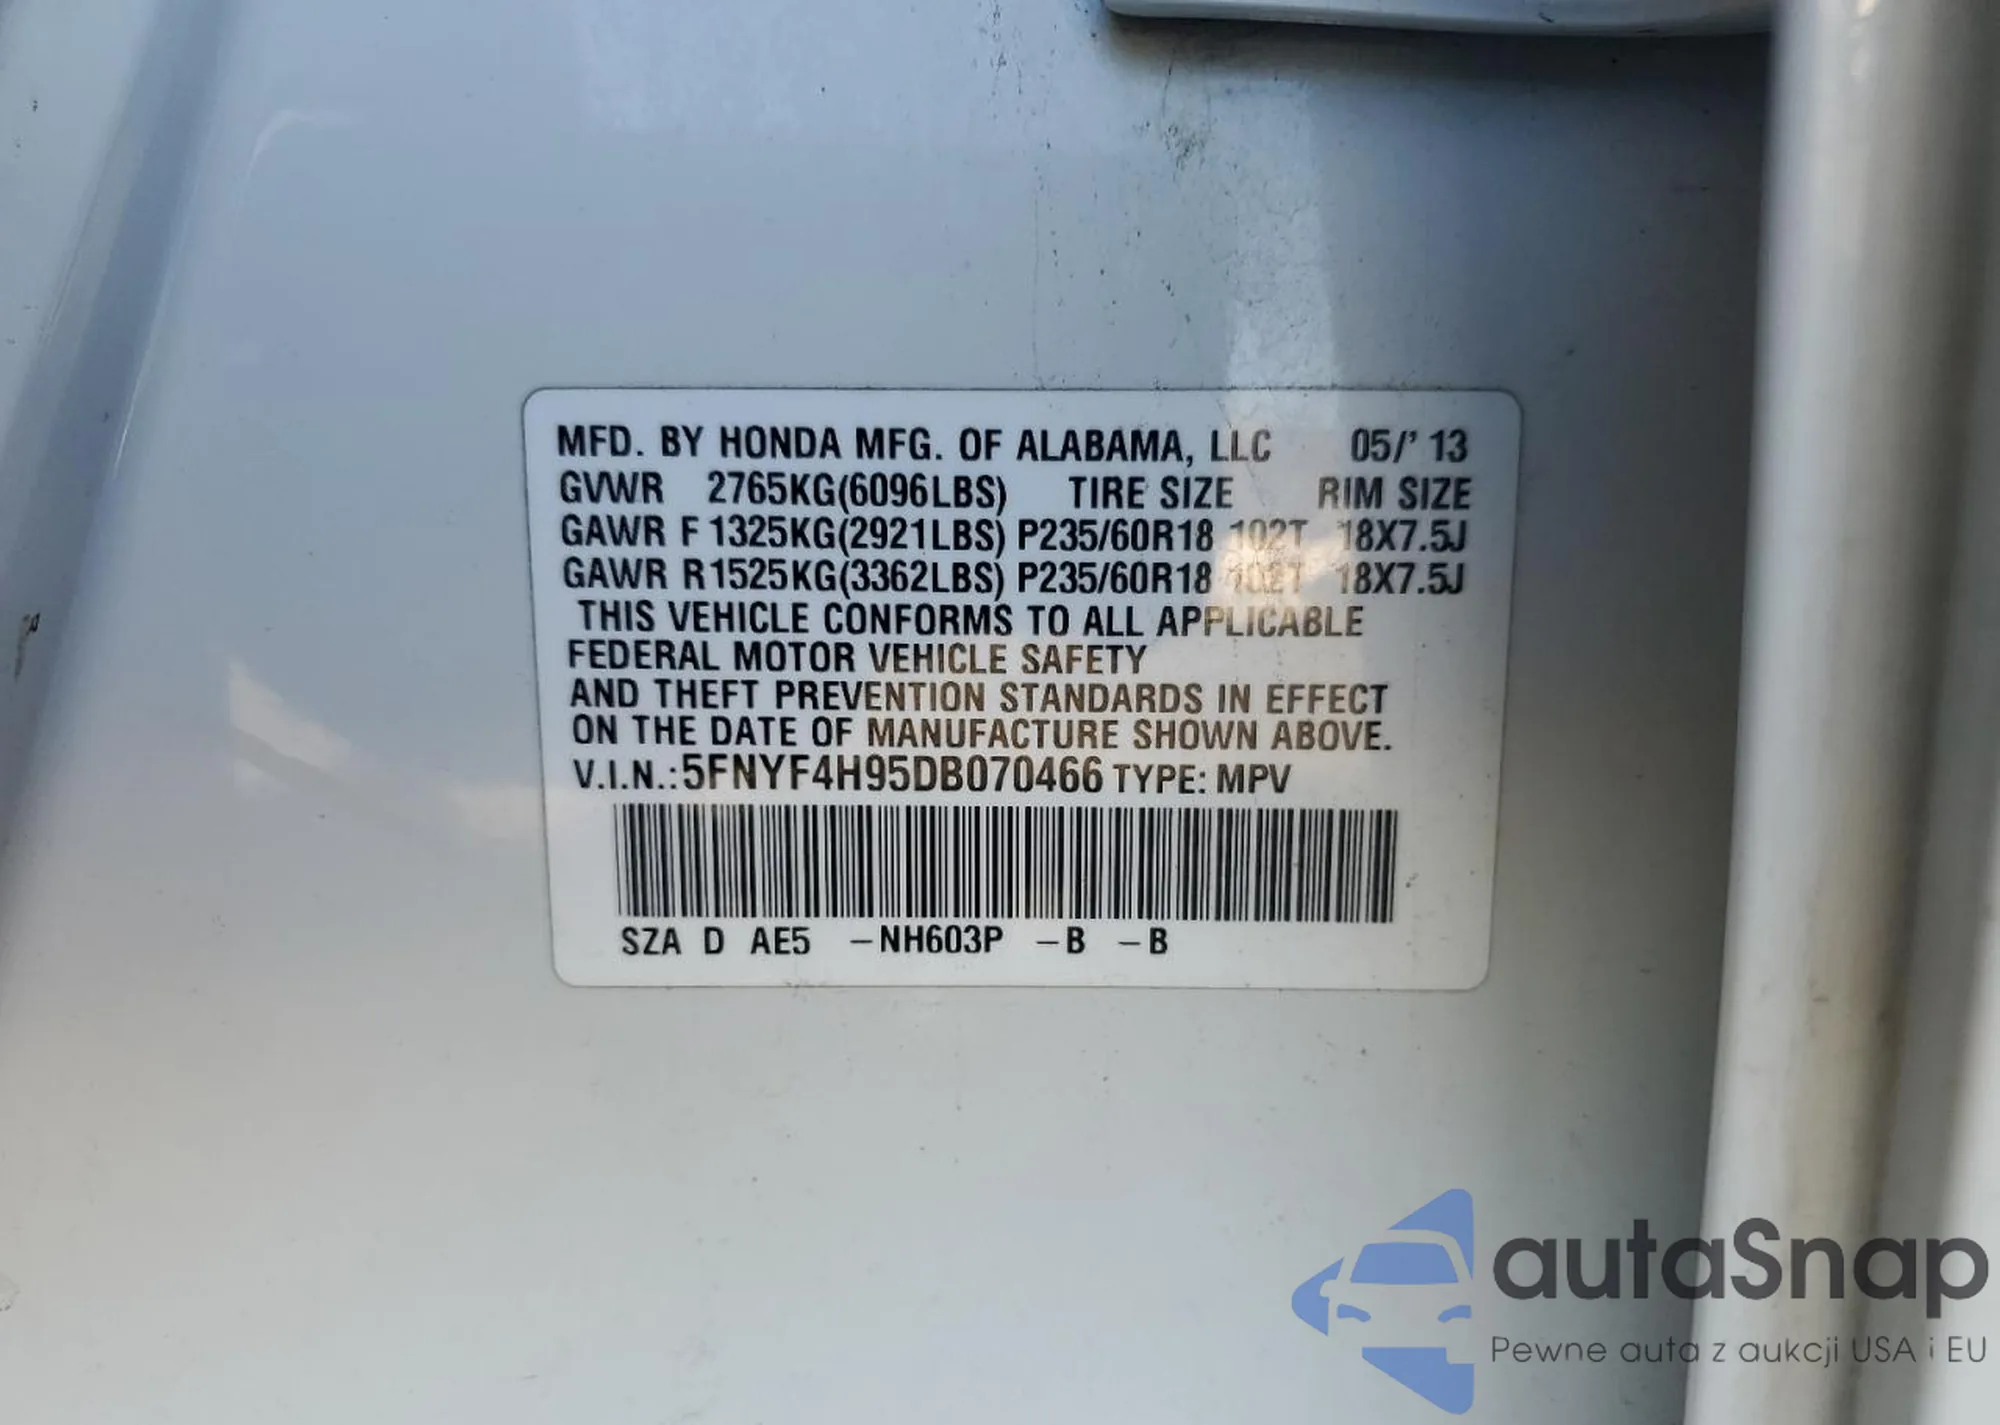 MFD. BY HONDA MFG. OF ALABAMA, LLC 05/' 13
GVWR 2765KG(6096LBS) TIRE SIZE RIM SIZE
GAWR F 1325KG(2921LBS) P235/60R18 102T 18X7.5J
GAWR R1525KG(3362LBS) P235/60R18 102T 18X7.5J
THIS VEHICLE CONFORMS TO ALL APPLICABLE
FEDERAL MOTOR VEHICLE SAFETY
AND THEFT PREVENTION STANDARDS IN EFFECT
ON THE DATE OF MANUFACTURE SHOWN ABOVE.
V.I.N.:5FNYF4H95DB070466 TYPE: MPV
SZA D AE5 -NH603P -B -B
autaSnap
Pewne auta z aukcji USA i EU